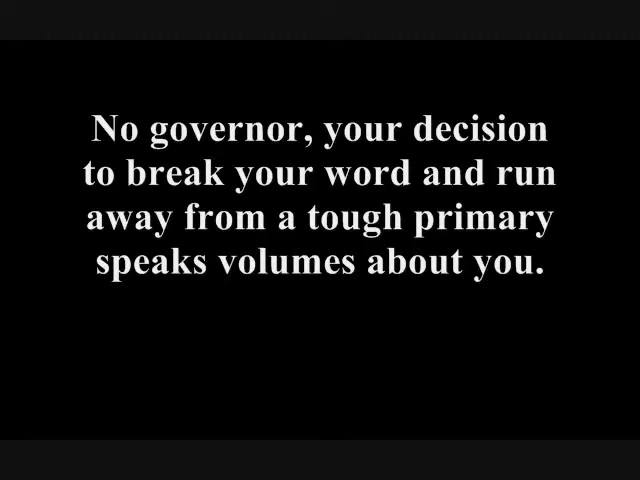 No governor, your decision
to break your word and run
away from a tough primary
speaks volumes about you.